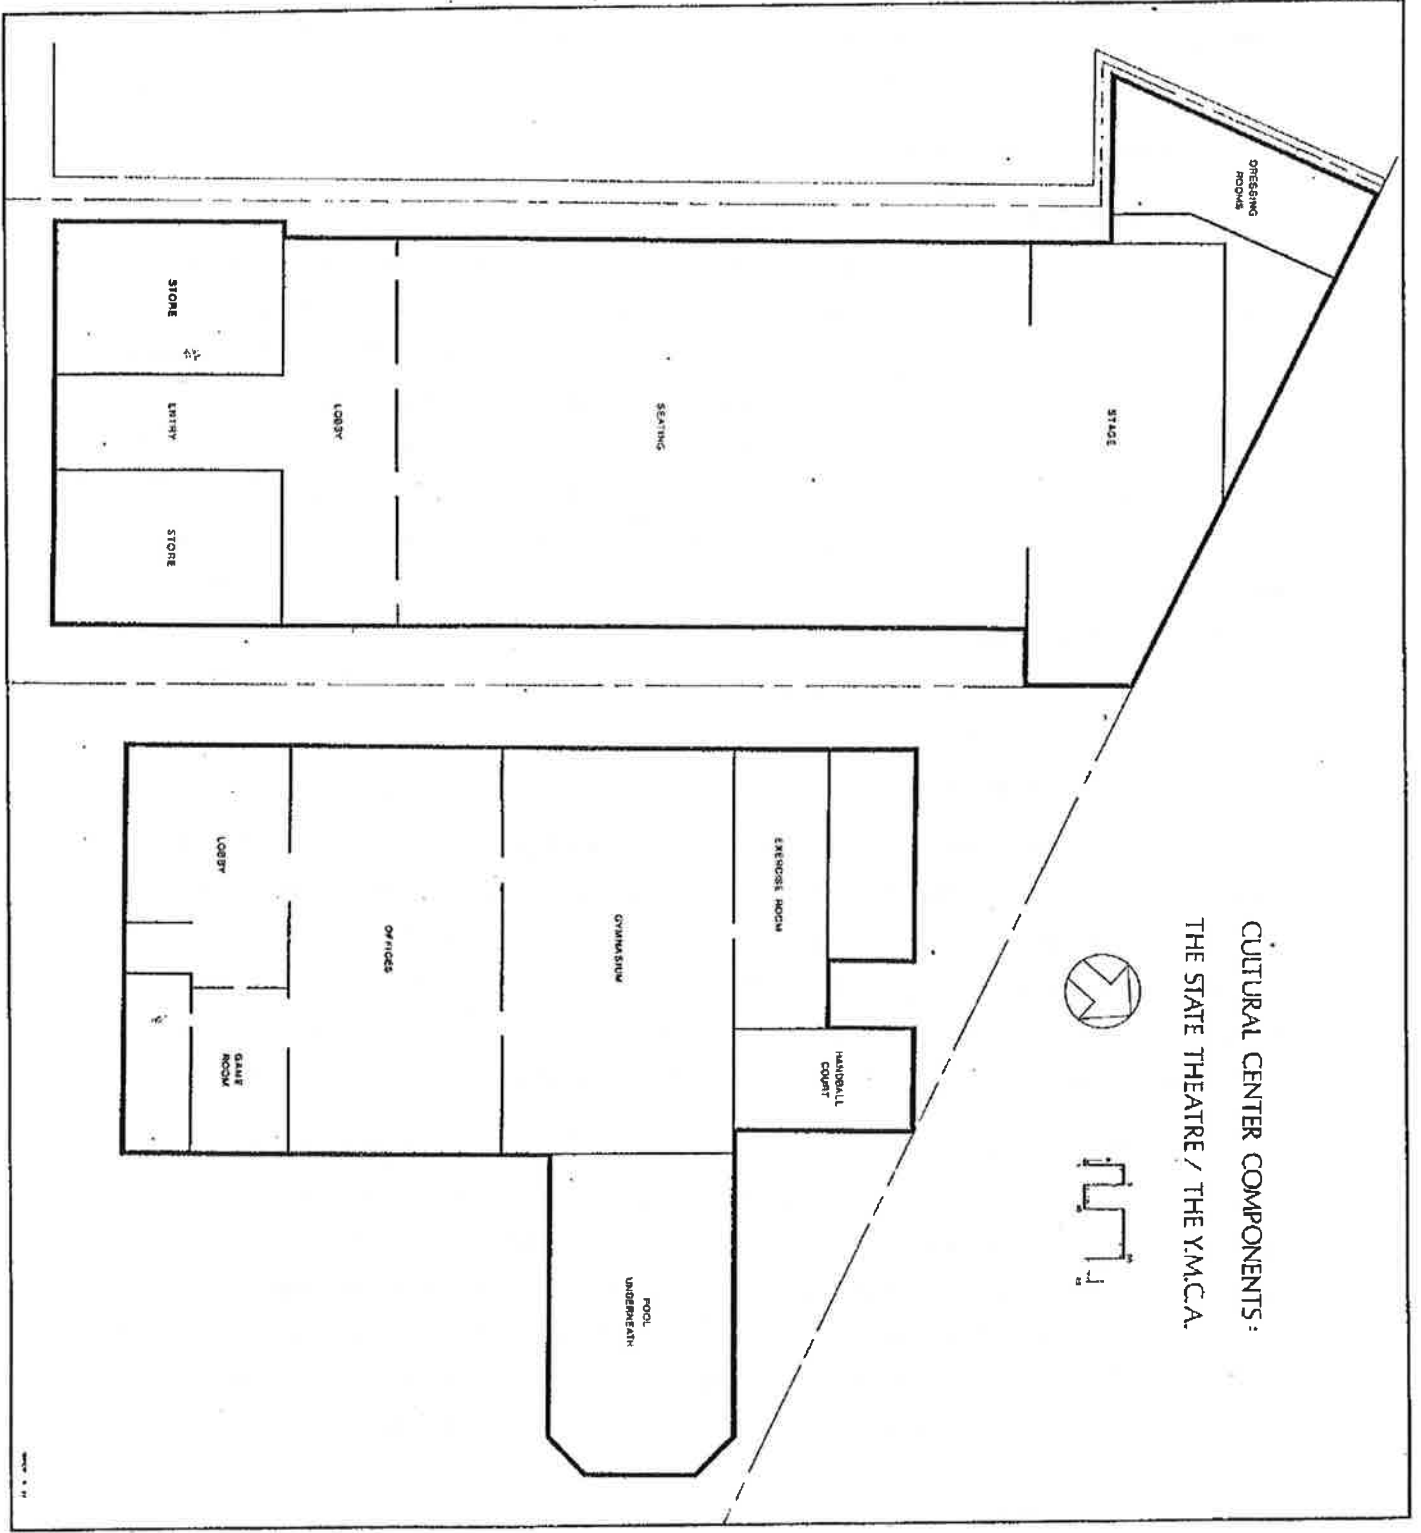 CULTURAL CENTER COMPONENTS:
THE STATE THEATRE / THE Y.M.C.A.
DRESSING
ROOMS
STAGE
SEATING
LOBBY
STORE
ENTRY
STORE
EXERCISE ROOM
HANDBALL
COURT
GYMNASIUM
POOL
UNDERNEATH
OFFICES
LOBBY
GAME
ROOM